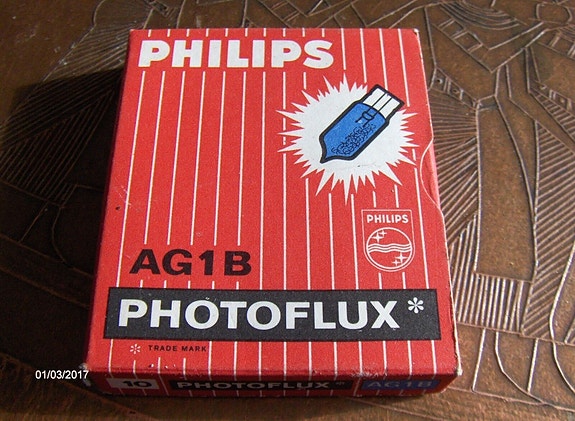 PHILIPS
PHILIPS
AG1B
PHOTOFLUX*
* TRADE MARK
10 PHOTOFLUX* AG1B
01/03/2017